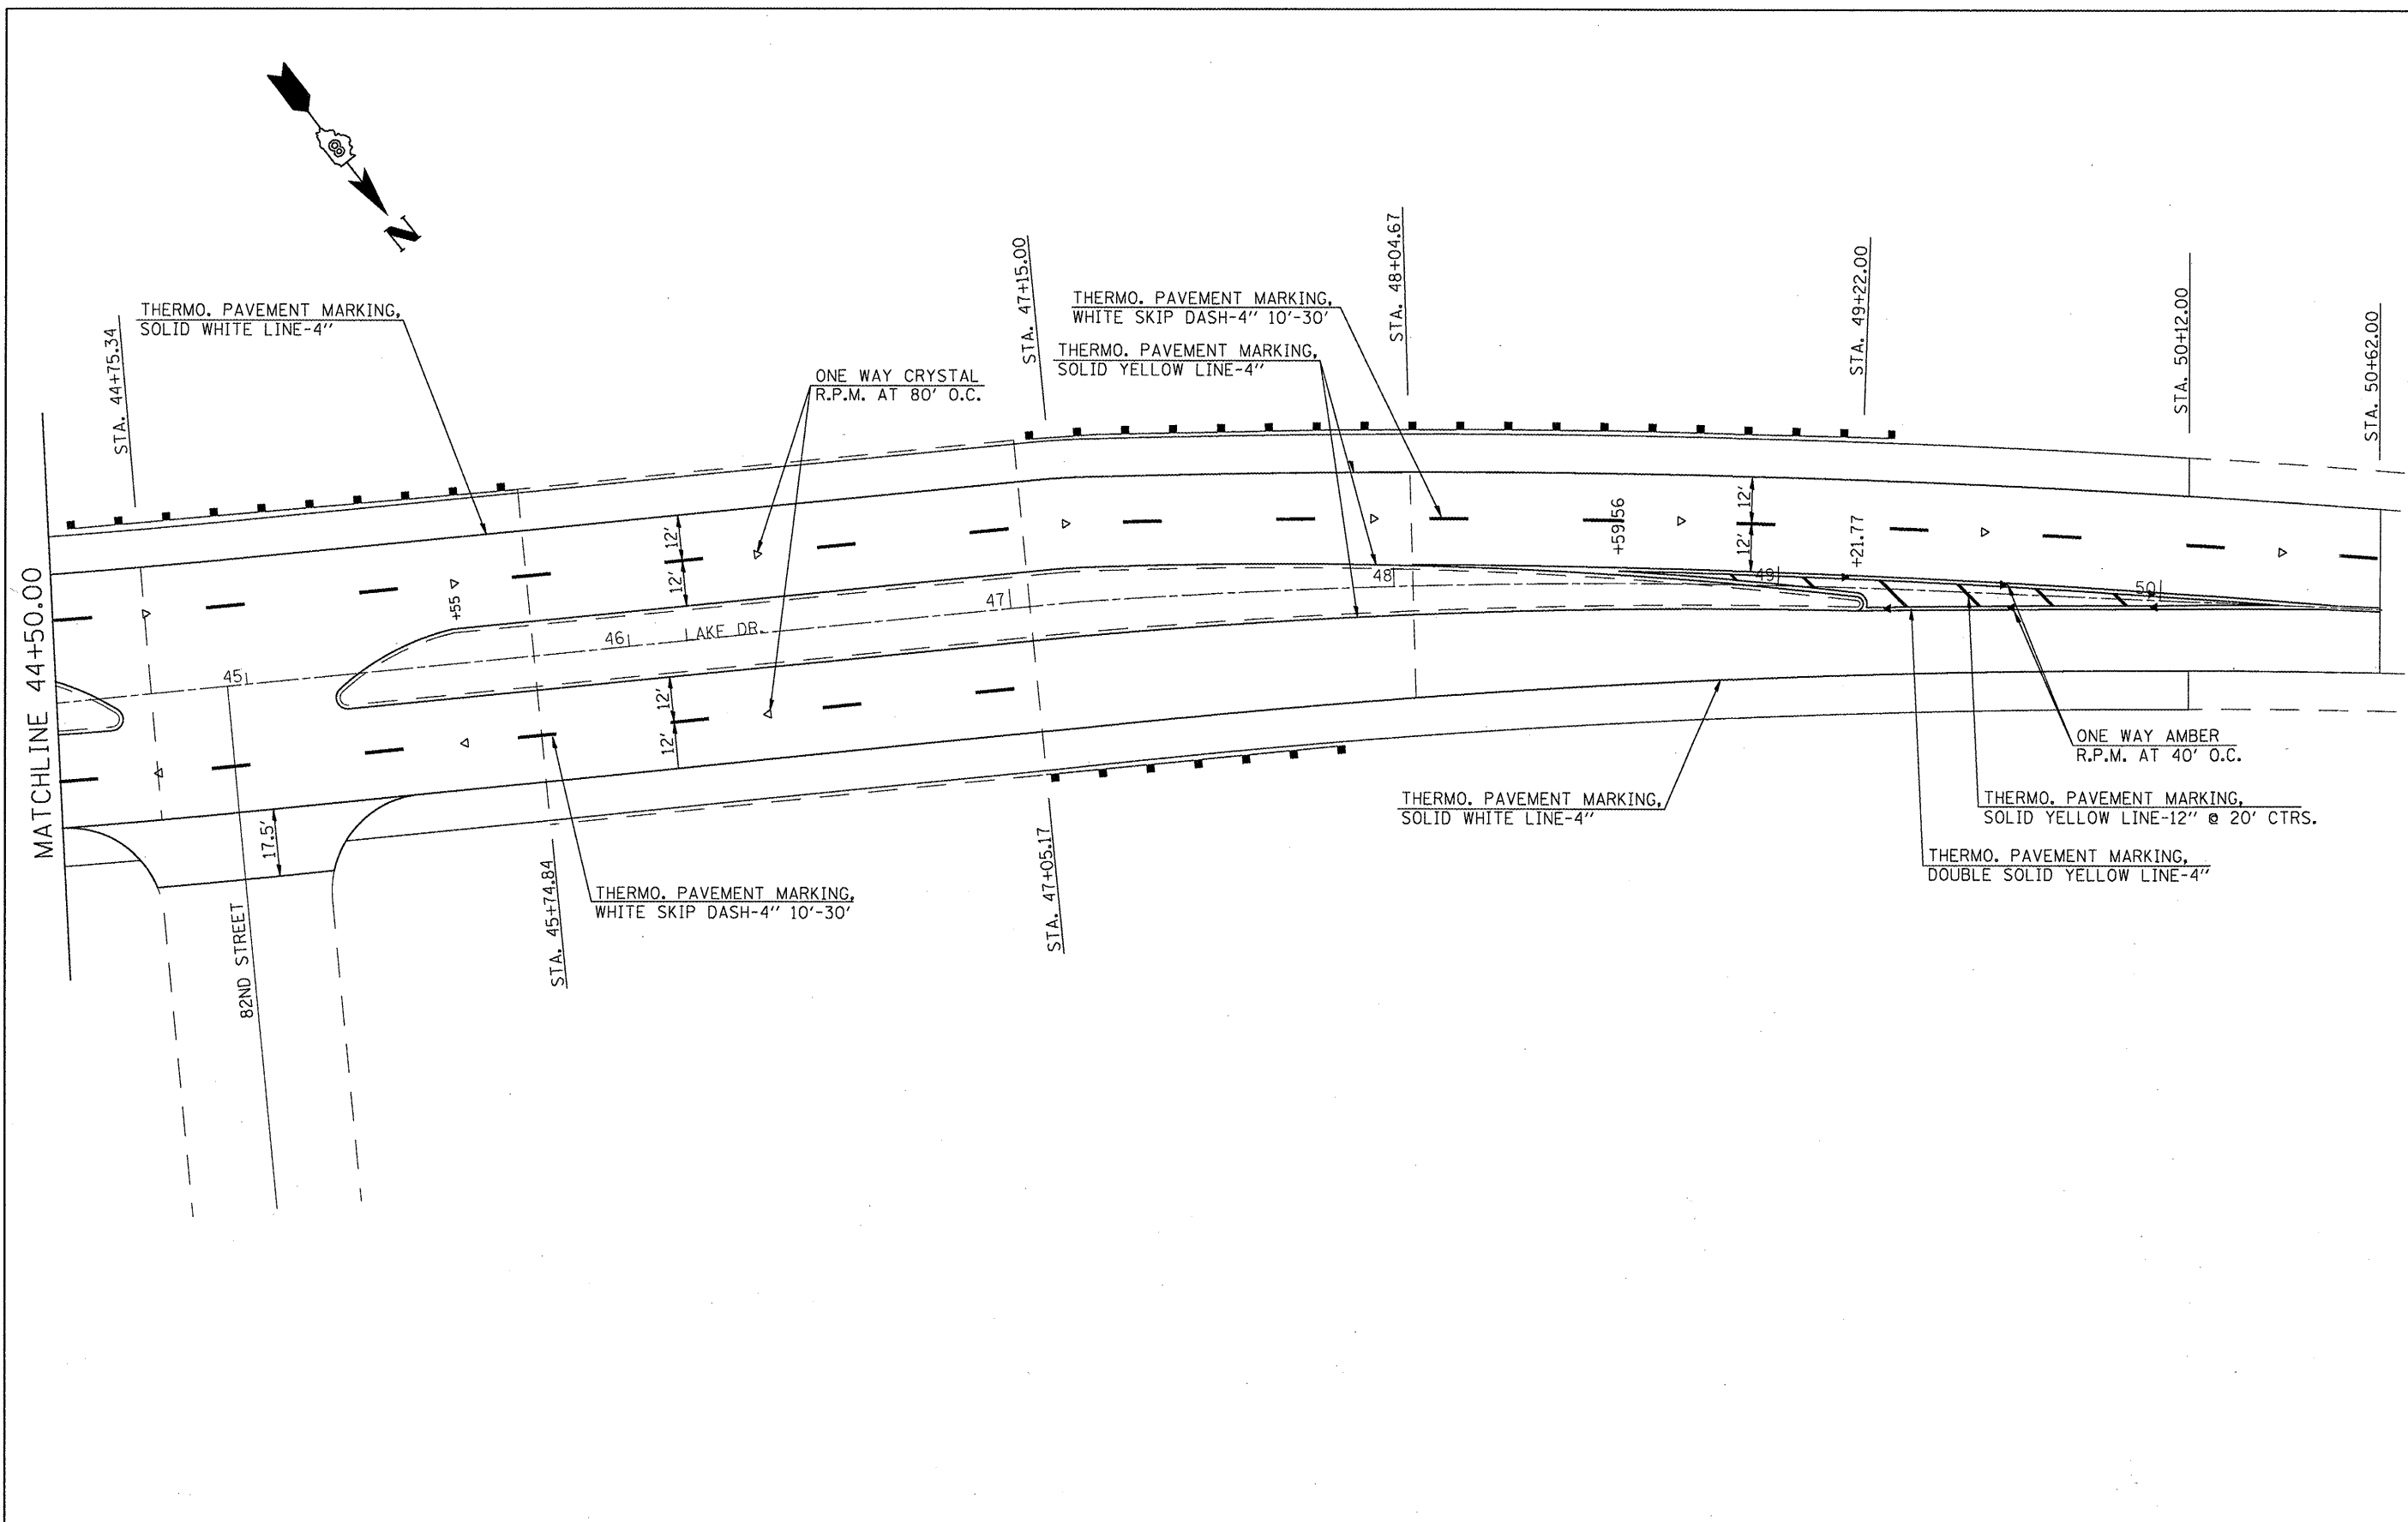 8
N
THERMO. PAVEMENT MARKING,
SOLID WHITE LINE-4"
STA. 44+75.34
MATCHLINE 44+50.00
ONE WAY CRYSTAL
R.P.M. AT 80' O.C.
STA. 47+15.00
THERMO. PAVEMENT MARKING,
WHITE SKIP DASH-4" 10'-30'
THERMO. PAVEMENT MARKING,
SOLID YELLOW LINE-4"
STA. 48+04.67
STA. 49+22.00
STA. 50+12.00
STA. 50+62.00
12'
12'
12'
12'
+59.56
+21.77
+55
45
46
LAKE DR.
47
48
49
50
12'
12'
17.5'
82ND STREET
STA. 45+74.84
THERMO. PAVEMENT MARKING,
WHITE SKIP DASH-4" 10'-30'
STA. 47+05.17
THERMO. PAVEMENT MARKING,
SOLID WHITE LINE-4"
ONE WAY AMBER
R.P.M. AT 40' O.C.
THERMO. PAVEMENT MARKING,
SOLID YELLOW LINE-12" @ 20' CTRS.
THERMO. PAVEMENT MARKING,
DOUBLE SOLID YELLOW LINE-4"